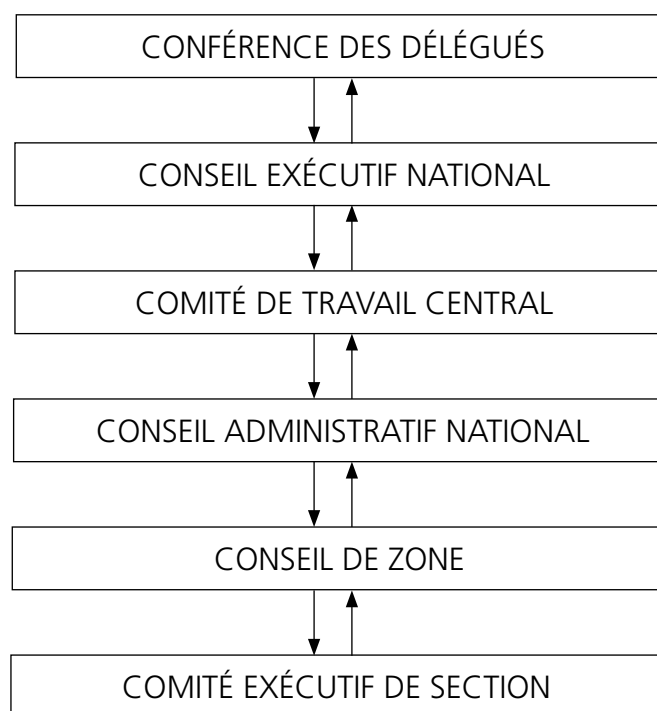 CONFÉRENCE DES DÉLÉGUÉS
CONSEIL EXÉCUTIF NATIONAL
COMITÉ DE TRAVAIL CENTRAL
CONSEIL ADMINISTRATIF NATIONAL
CONSEIL DE ZONE
COMITÉ EXÉCUTIF DE SECTION